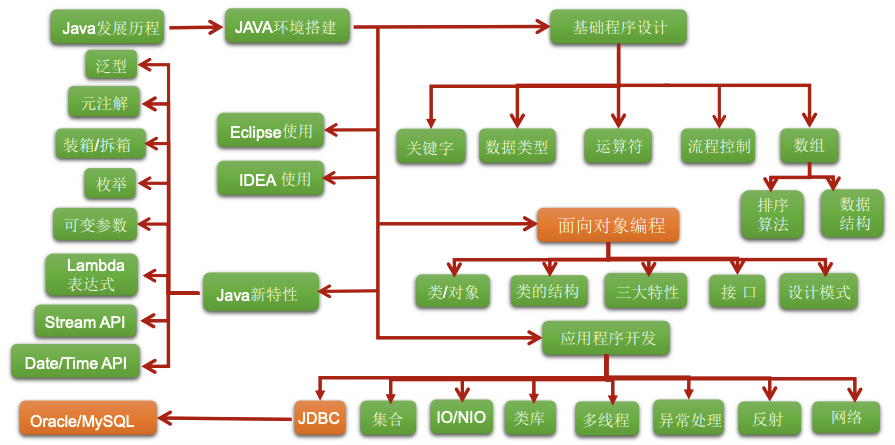 Java发展历程
JAVA环境搭建
基础程序设计
泛型
元注解
装箱/拆箱
枚举
可变参数
Lambda
表达式
Stream API
Date/Time API
Eclipse使用
IDEA 使用
Java新特性
关键字
数据类型
运算符
流程控制
数组
排序
算法
数据
结构
面向对象编程
类/对象
类的结构
三大特性
接 口
设计模式
应用程序开发
Oracle/MySQL
JDBC
集合
IO/NIO
类库
多线程
异常处理
反射
网络